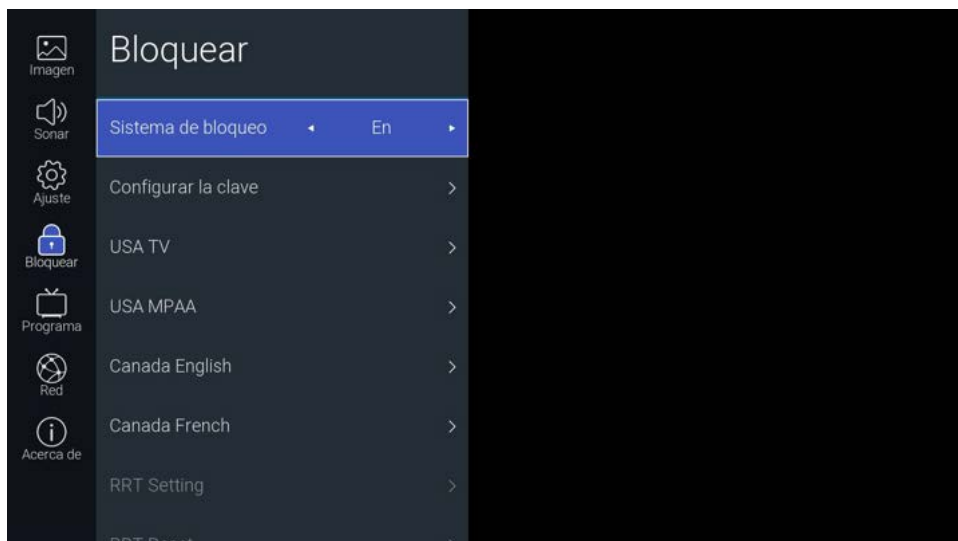 Bloquear
Imagen
Sonar
Ajuste
Bloquear
Programa
Red
Acerca de
Sistema de bloqueo En
Configurar la clave
USA TV
USA MPAA
Canada English
Canada French
RRT Setting